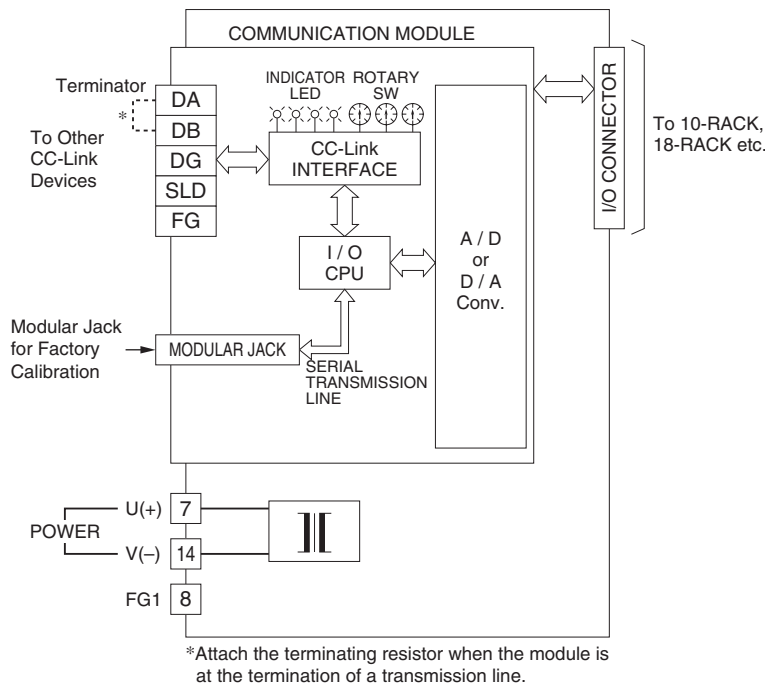 COMMUNICATION MODULE
Terminator
*
DA
DB
DG
SLD
FG
To Other
CC-Link
Devices
INDICATOR
LED
ROTARY
SW
CC-Link
INTERFACE
I / O
CPU
A / D
or
D / A
Conv.
I/O CONNECTOR
To 10-RACK,
18-RACK etc.
Modular Jack
for Factory
Calibration
MODULAR JACK
SERIAL
TRANSMISSION
LINE
POWER
U(+)
7
V(–)
14
FG1
8
*Attach the terminating resistor when the module is
at the termination of a transmission line.